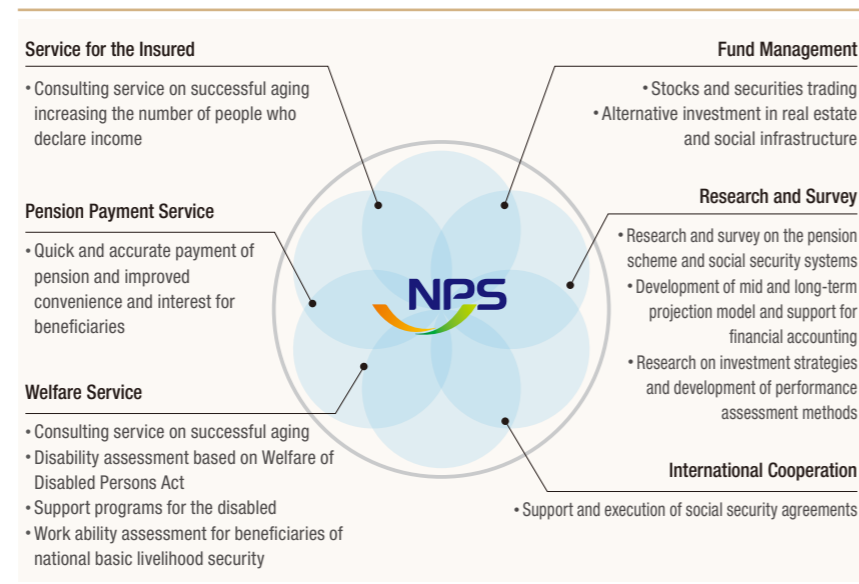 Service for the Insured
• Consulting service on successful aging
increasing the number of people who
declare income
Pension Payment Service
• Quick and accurate payment of
pension and improved
convenience and interest for
beneficiaries
Welfare Service
• Consulting service on successful aging
• Disability assessment based on Welfare of
Disabled Persons Act
• Support programs for the disabled
• Work ability assessment for beneficiaries of
national basic livelihood security
NPS
Fund Management
• Stocks and securities trading
• Alternative investment in real estate
and social infrastructure
Research and Survey
• Research and survey on the pension
scheme and social security systems
• Development of mid and long-term
projection model and support for
financial accounting
• Research on investment strategies
and development of performance
assessment methods
International Cooperation
• Support and execution of social security agreements